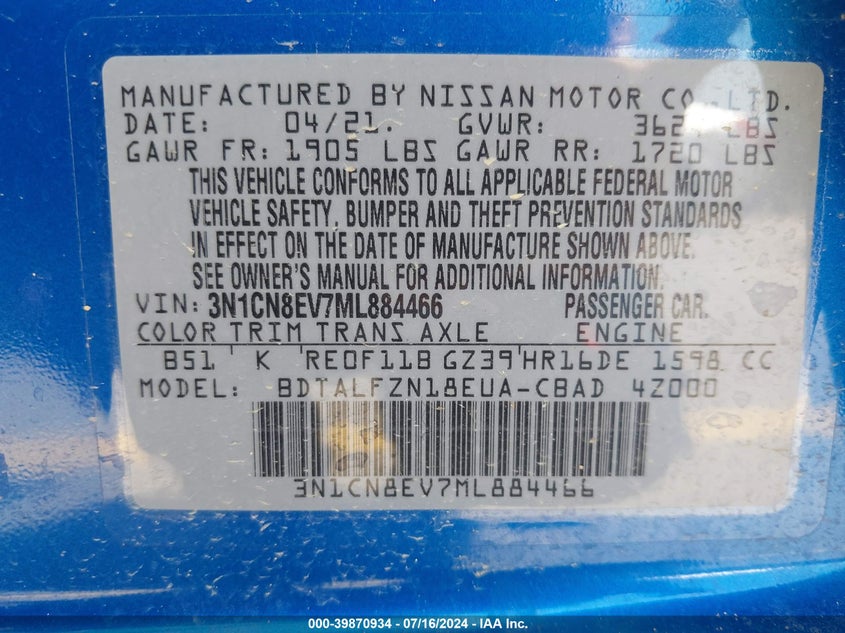 MANUFACTURED BY NISSAN MOTOR CO., LTD.
DATE: 04/21. GVWR: LBS
GAWR FR: 1905 LBS GAWR RR: 1720 LBS
THIS VEHICLE CONFORMS TO ALL APPLICABLE FEDERAL MOTOR
VEHICLE SAFETY, BUMPER AND THEFT PREVENTION STANDARDS
IN EFFECT ON THE DATE OF MANUFACTURE SHOWN ABOVE.
SEE OWNER'S MANUAL FOR ADDITIONAL INFORMATION.
VIN: 3N1CN8EV7ML884466 PASSENGER CAR.
COLOR TRIM TRANS AXLE ENGINE
B51 K RE0F11B GZ39 HR16DE 1598 CC
MODEL: BDTALFZN18EUA-CBAD 4Z000
3N1CN8EV7ML884466
000-39870934 - 07/16/2024 - IAA, Inc.